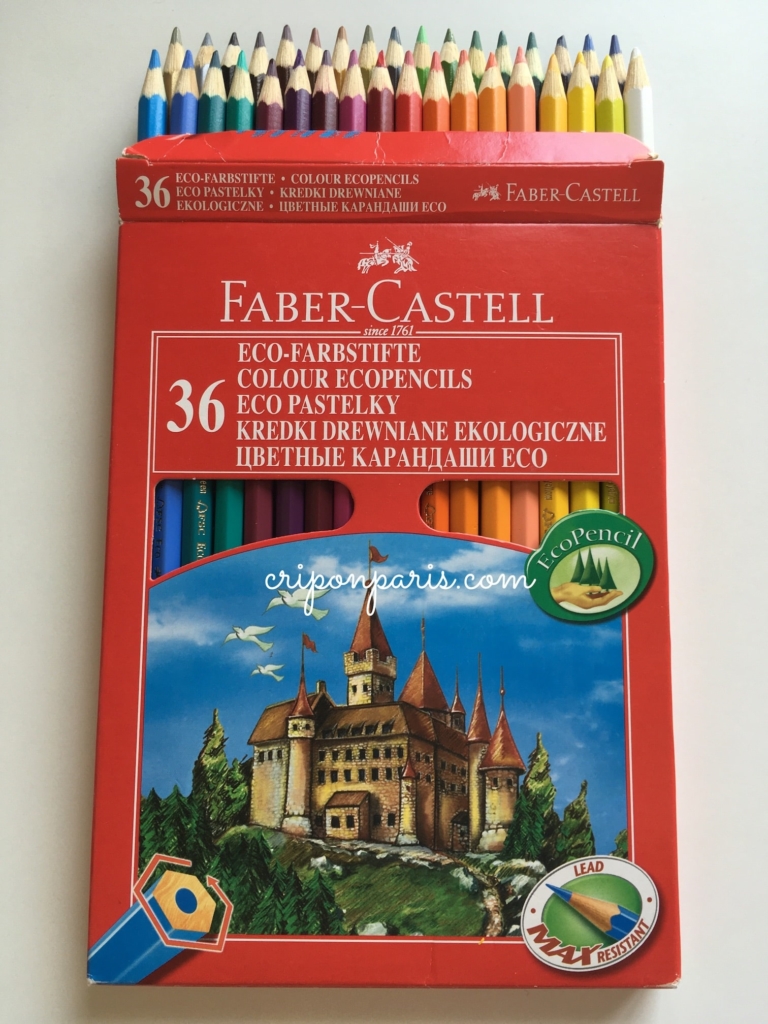 36 ECO-FARBSTIFTE • COLOUR ECOPENCILS
ECO PASTELKY • KREDKI DREWNIANE
EKOLOGICZNE • ЦВЕТНЫЕ КАРАНДАШИ ECO
FABER-CASTELL
FABER-CASTELL
since 1761
36
ECO-FARBSTIFTE
COLOUR ECOPENCILS
ECO PASTELKY
KREDKI DREWNIANE EKOLOGICZNE
ЦВЕТНЫЕ КАРАНДАШИ ECO
EcoPencil
criponparis.com
LEAD
MAX RESISTANT